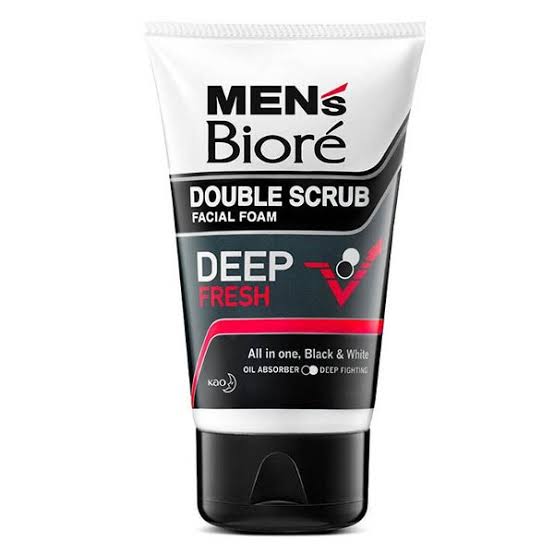 MEN's
Bioré
DOUBLE SCRUB
FACIAL FOAM
DEEP
FRESH
All in one, Black & White
OIL ABSORBER DEEP FIGHTING
Kao